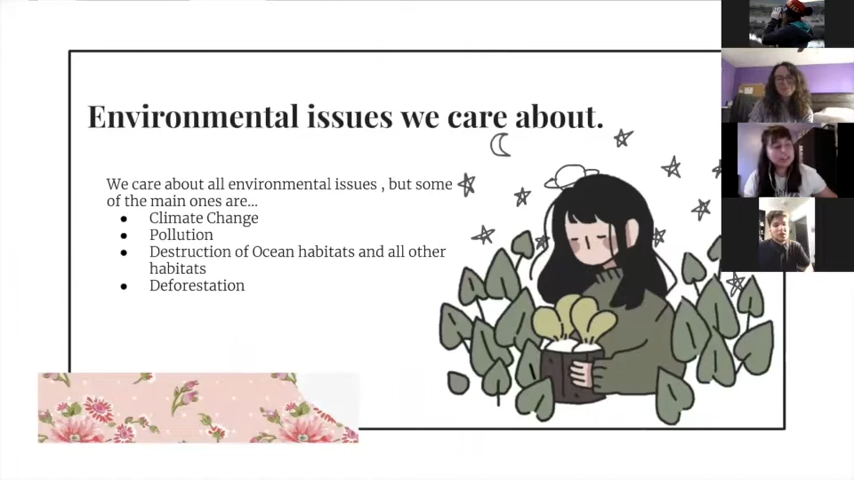 Environmental issues we care about.
We care about all environmental issues , but some
of the main ones are...
● Climate Change
● Pollution
● Destruction of Ocean habitats and all other
habitats
● Deforestation